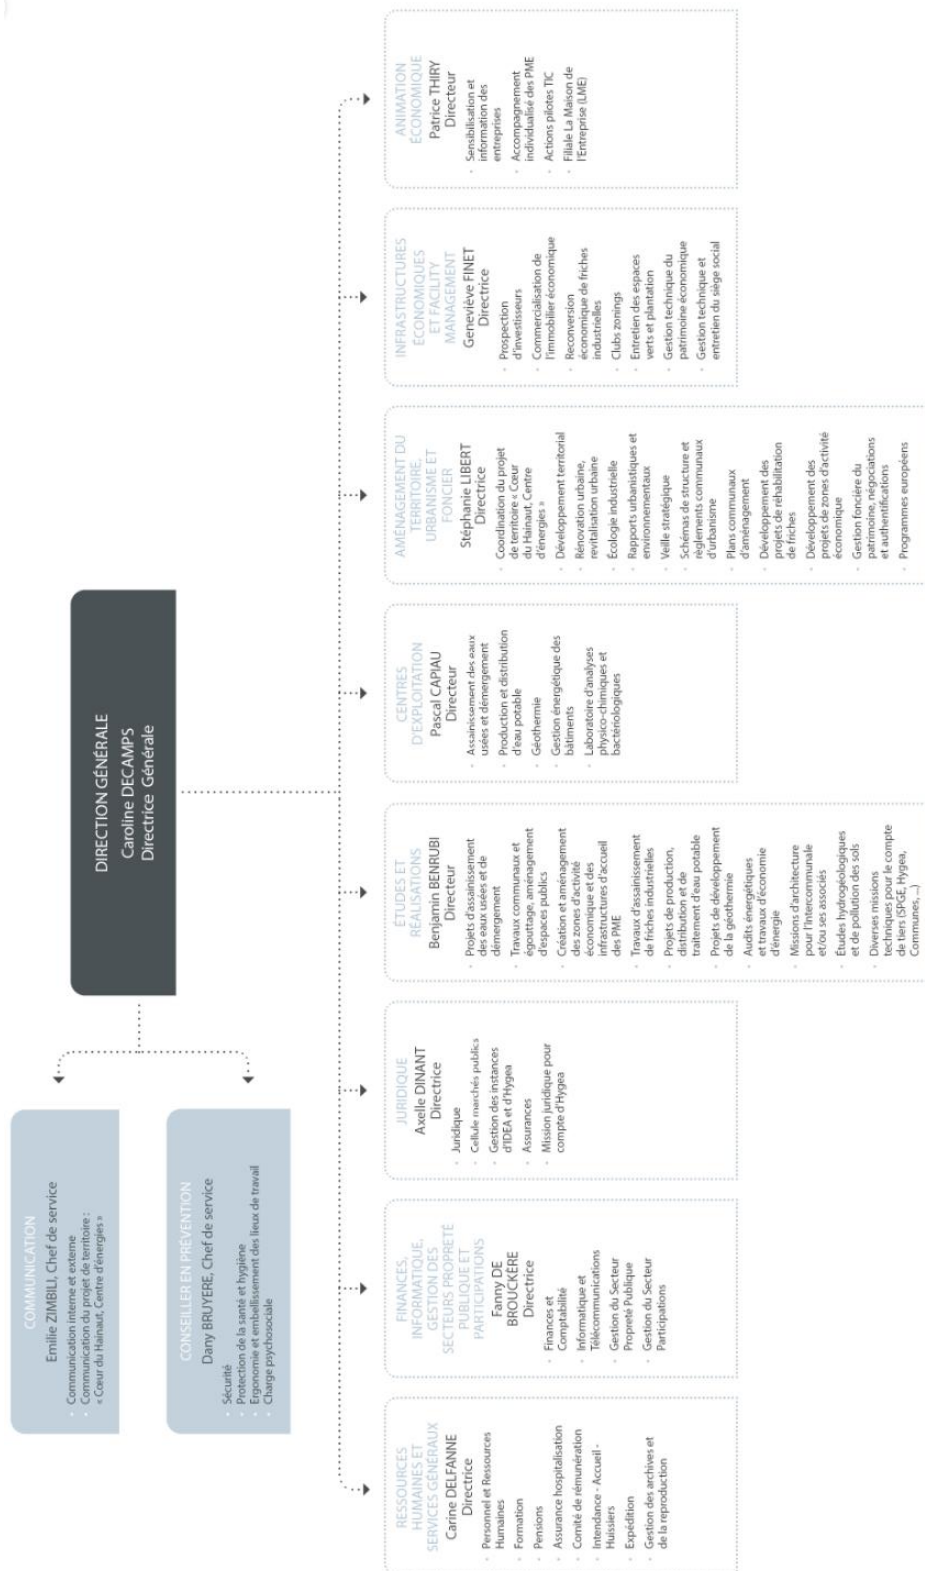 COMMUNICATION
Emilie ZIMBILI, Chef de service
· Communication interne et externe
· Communication du projet de territoire :
« Cœur du Hainaut, Centre d'énergies »
CONSEILLER EN PRÉVENTION
Dany BRUYERE, Chef de service
· Sécurité
· Protection de la santé et hygiène
· Ergonomie et embellissement des lieux de travail
· Charge psychosociale
DIRECTION GÉNÉRALE
Caroline DECAMPS
Directrice Générale
RESSOURCES
HUMAINES ET
SERVICES GÉNÉRAUX
Carine DELFANNE
Directrice
· Personnel et Ressources
Humaines
· Formation
· Pensions
· Assurance hospitalisation
· Comité de rémunération
· Intendance - Accueil -
Huissiers
· Expédition
· Gestion des archives et
de la reproduction
FINANCES,
INFORMATIQUE,
GESTION DES
SECTEURS PROPRETÉ
PUBLIQUE ET
PARTICIPATIONS
Fanny DE
BROUCKÈRE
Directrice
· Finances et
Comptabilité
· Informatique et
Télécommunications
· Gestion du Secteur
Propreté Publique
· Gestion du Secteur
Participations
JURIDIQUE
Axelle DINANT
Directrice
· Juridique
· Cellule marchés publics
· Gestion des instances
d'IDEA et d'Hygea
· Assurances
· Mission juridique pour
compte d'Hygea
ÉTUDES ET
RÉALISATIONS
Benjamin BENRUBI
Directeur
· Projets d'assainissement
des eaux usées et de
démergement
· Travaux communaux et
égouttage, aménagement
d'espaces publics
· Création et aménagement
des zones d'activité
économique et des
infrastructures d'accueil
des PME
· Travaux d'assainissement
de friches industrielles
· Projets de production,
distribution et de
traitement d'eau potable
· Projets de développement
de la géothermie
· Audits énergétiques
et travaux d'économie
d'énergie
· Missions d'architecture
pour l'Intercommunale
et/ou ses associés
· Études hydrogéologiques
et de pollution des sols
· Diverses missions
techniques pour le compte
de tiers (SPGE, Hygea,
Communes, ...)
CENTRES
D'EXPLOITATION
Pascal CAPIAU
Directeur
· Assainissement des eaux
usées et démergement
· Production et distribution
d'eau potable
· Géothermie
· Gestion énergétique des
bâtiments
· Laboratoire d'analyses
physico-chimiques et
bactériologiques
AMÉNAGEMENT DU
TERRITOIRE,
URBANISME ET
FONCIER
Stéphanie LIBERT
Directrice
· Coordination du projet
de territoire « Cœur
du Hainaut, Centre
d'énergies »
· Développement territorial
· Rénovation urbaine,
revitalisation urbaine
· Ecologie industrielle
· Rapports urbanistiques et
environnementaux
· Veille stratégique
· Schémas de structure et
règlements communaux
d'urbanisme
· Plans communaux
d'aménagement
· Développement des
projets de réhabilitation
de friches
· Développement des
projets de zones d'activité
économique
· Gestion foncière du
patrimoine, négociations
et authentifications
· Programmes européens
INFRASTRUCTURES
ÉCONOMIQUES
ET FACILITY
MANAGEMENT
Geneviève FINET
Directrice
· Prospection
d'investisseurs
· Commercialisation de
l'immobilier économique
· Reconversion
économique de friches
industrielles
· Clubs zonings
· Entretien des espaces
verts et plantation
· Gestion technique du
patrimoine économique
· Gestion technique et
entretien du siège social
ANIMATION
ÉCONOMIQUE
Patrice THIRY
Directeur
· Sensibilisation et
information des
entreprises
· Accompagnement
individualisé des PME
· Actions pilotes TIC
· Filiale La Maison de
l'Entreprise (LME)